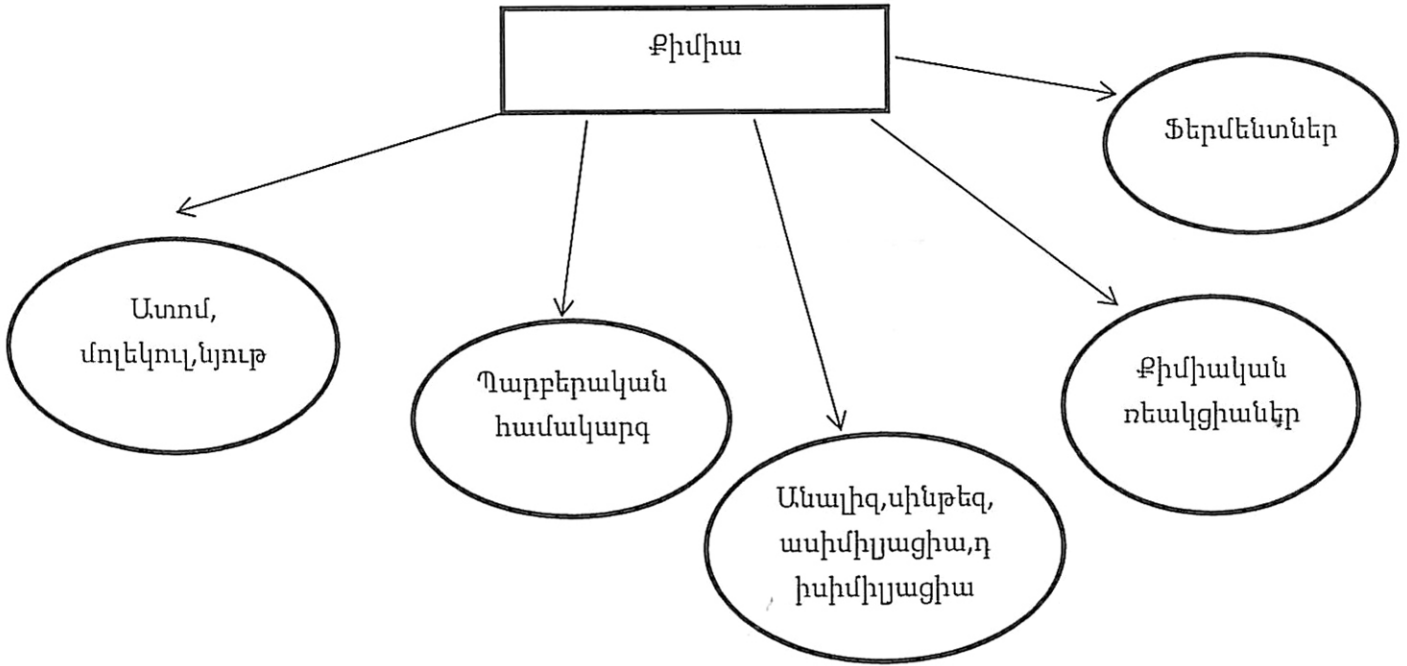 Քիմիա
Ֆերմենտներ
Ատոմ,
մոլեկուլ,նյութ
Պարբերական
համակարգ
Անալիզ,սինթեզ,
ասիմիլյացիա,դ
իսիմիլյացիա
Քիմիական
ռեակցիաներ